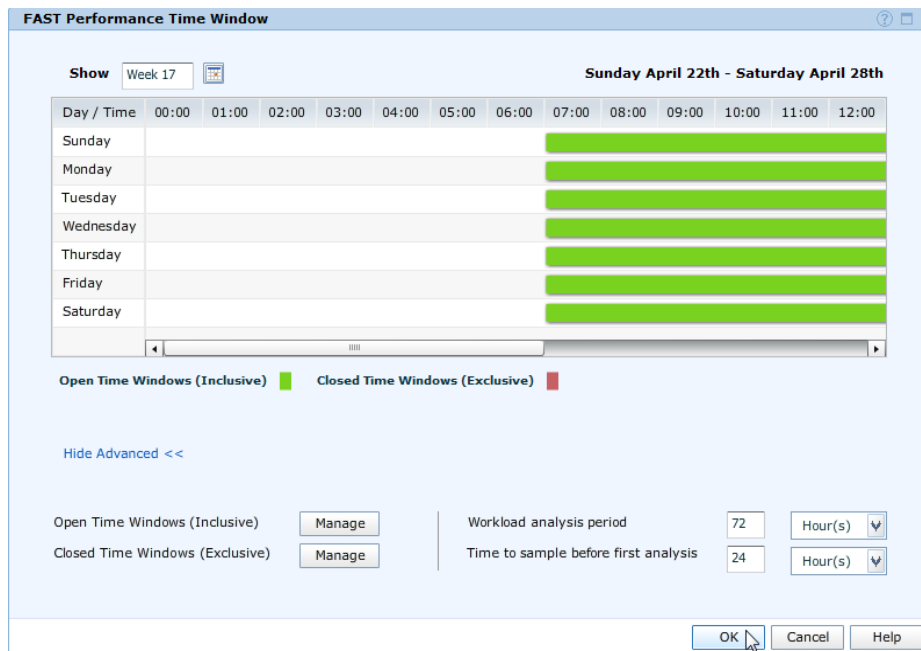 FAST Performance Time Window
Show Week 17 Sunday April 22th - Saturday April 28th
Day / Time 00:00 01:00 02:00 03:00 04:00 05:00 06:00 07:00 08:00 09:00 10:00 11:00 12:00
Sunday
Monday
Tuesday
Wednesday
Thursday
Friday
Saturday
Open Time Windows (Inclusive) Closed Time Windows (Exclusive)
Hide Advanced <<
Open Time Windows (Inclusive) Manage Workload analysis period 72 Hour(s)
Closed Time Windows (Exclusive) Manage Time to sample before first analysis 24 Hour(s)
OK Cancel Help